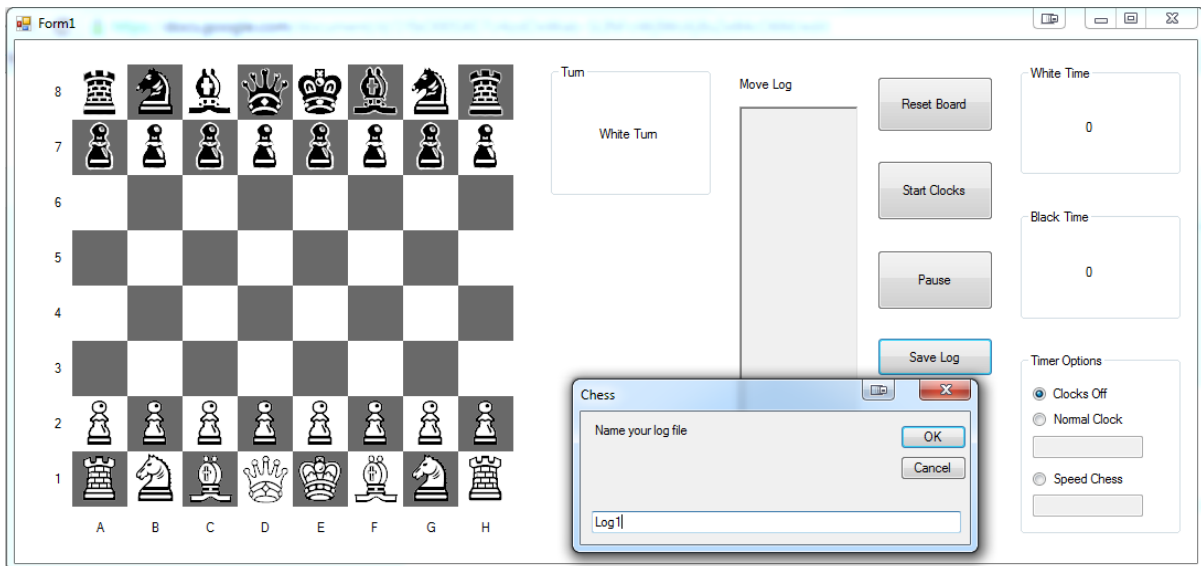 Form1
8
7
6
5
4
3
2
1
A B C D E F G H
Turn
White Turn
Move Log
Reset Board
Start Clocks
Pause
Save Log
White Time
0
Black Time
0
Timer Options
Clocks Off
Normal Clock
Speed Chess
Chess
Name your log file
OK
Cancel
Log1